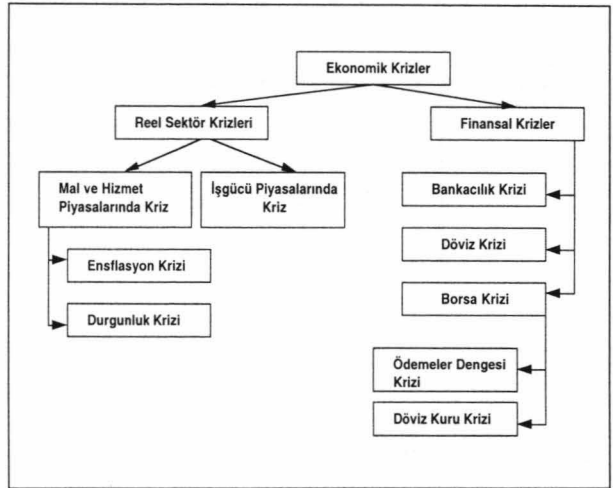 Ekonomik Krizler
Reel Sektör Krizleri
Finansal Krizler
Mal ve Hizmet
Piyasalarında Kriz
İşgücü Piyasalarında
Kriz
Bankacılık Krizi
Döviz Krizi
Ensflasyon Krizi
Borsa Krizi
Durgunluk Krizi
Ödemeler Dengesi
Krizi
Döviz Kuru Krizi